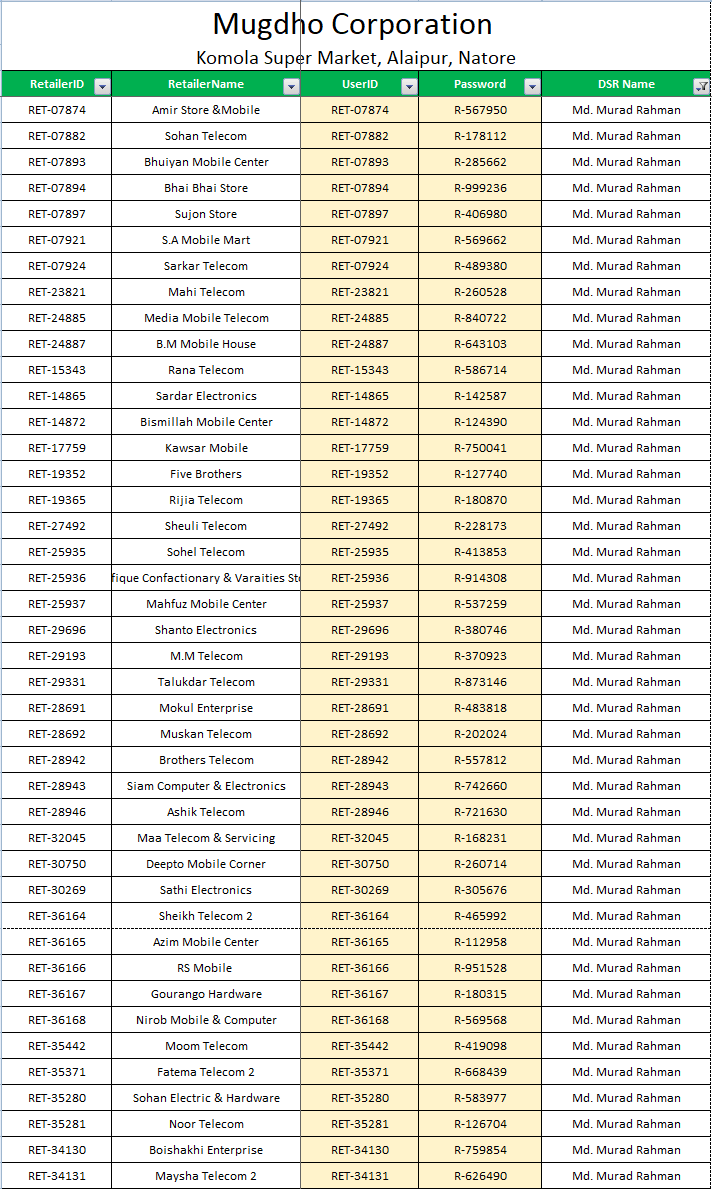 Mugdho Corporation
Komola Super Market, Alaipur, Natore
RetailerID RetailerName UserID Password DSR Name
RET-07874 Amir Store &Mobile RET-07874 R-567950 Md. Murad Rahman
RET-07882 Sohan Telecom RET-07882 R-178112 Md. Murad Rahman
RET-07893 Bhuiyan Mobile Center RET-07893 R-285662 Md. Murad Rahman
RET-07894 Bhai Bhai Store RET-07894 R-999236 Md. Murad Rahman
RET-07897 Sujon Store RET-07897 R-406980 Md. Murad Rahman
RET-07921 S.A Mobile Mart RET-07921 R-569662 Md. Murad Rahman
RET-07924 Sarkar Telecom RET-07924 R-489380 Md. Murad Rahman
RET-23821 Mahi Telecom RET-23821 R-260528 Md. Murad Rahman
RET-24885 Media Mobile Telecom RET-24885 R-840722 Md. Murad Rahman
RET-24887 B.M Mobile House RET-24887 R-643103 Md. Murad Rahman
RET-15343 Rana Telecom RET-15343 R-586714 Md. Murad Rahman
RET-14865 Sardar Electronics RET-14865 R-142587 Md. Murad Rahman
RET-14872 Bismillah Mobile Center RET-14872 R-124390 Md. Murad Rahman
RET-17759 Kawsar Mobile RET-17759 R-750041 Md. Murad Rahman
RET-19352 Five Brothers RET-19352 R-127740 Md. Murad Rahman
RET-19365 Rijia Telecom RET-19365 R-180870 Md. Murad Rahman
RET-27492 Sheuli Telecom RET-27492 R-228173 Md. Murad Rahman
RET-25935 Sohel Telecom RET-25935 R-413853 Md. Murad Rahman
RET-25936 fique Confactionary & Varaities Sto RET-25936 R-914308 Md. Murad Rahman
RET-25937 Mahfuz Mobile Center RET-25937 R-537259 Md. Murad Rahman
RET-29696 Shanto Electronics RET-29696 R-380746 Md. Murad Rahman
RET-29193 M.M Telecom RET-29193 R-370923 Md. Murad Rahman
RET-29331 Talukdar Telecom RET-29331 R-873146 Md. Murad Rahman
RET-28691 Mokul Enterprise RET-28691 R-483818 Md. Murad Rahman
RET-28692 Muskan Telecom RET-28692 R-202024 Md. Murad Rahman
RET-28942 Brothers Telecom RET-28942 R-557812 Md. Murad Rahman
RET-28943 Siam Computer & Electronics RET-28943 R-742660 Md. Murad Rahman
RET-28946 Ashik Telecom RET-28946 R-721630 Md. Murad Rahman
RET-32045 Maa Telecom & Servicing RET-32045 R-168231 Md. Murad Rahman
RET-30750 Deepto Mobile Corner RET-30750 R-260714 Md. Murad Rahman
RET-30269 Sathi Electronics RET-30269 R-305676 Md. Murad Rahman
RET-36164 Sheikh Telecom 2 RET-36164 R-465992 Md. Murad Rahman
RET-36165 Azim Mobile Center RET-36165 R-112958 Md. Murad Rahman
RET-36166 RS Mobile RET-36166 R-951528 Md. Murad Rahman
RET-36167 Gourango Hardware RET-36167 R-180315 Md. Murad Rahman
RET-36168 Nirob Mobile & Computer RET-36168 R-569568 Md. Murad Rahman
RET-35442 Moom Telecom RET-35442 R-419098 Md. Murad Rahman
RET-35371 Fatema Telecom 2 RET-35371 R-668439 Md. Murad Rahman
RET-35280 Sohan Electric & Hardware RET-35280 R-583977 Md. Murad Rahman
RET-35281 Noor Telecom RET-35281 R-126704 Md. Murad Rahman
RET-34130 Boishakhi Enterprise RET-34130 R-759854 Md. Murad Rahman
RET-34131 Maysha Telecom 2 RET-34131 R-626490 Md. Murad Rahman